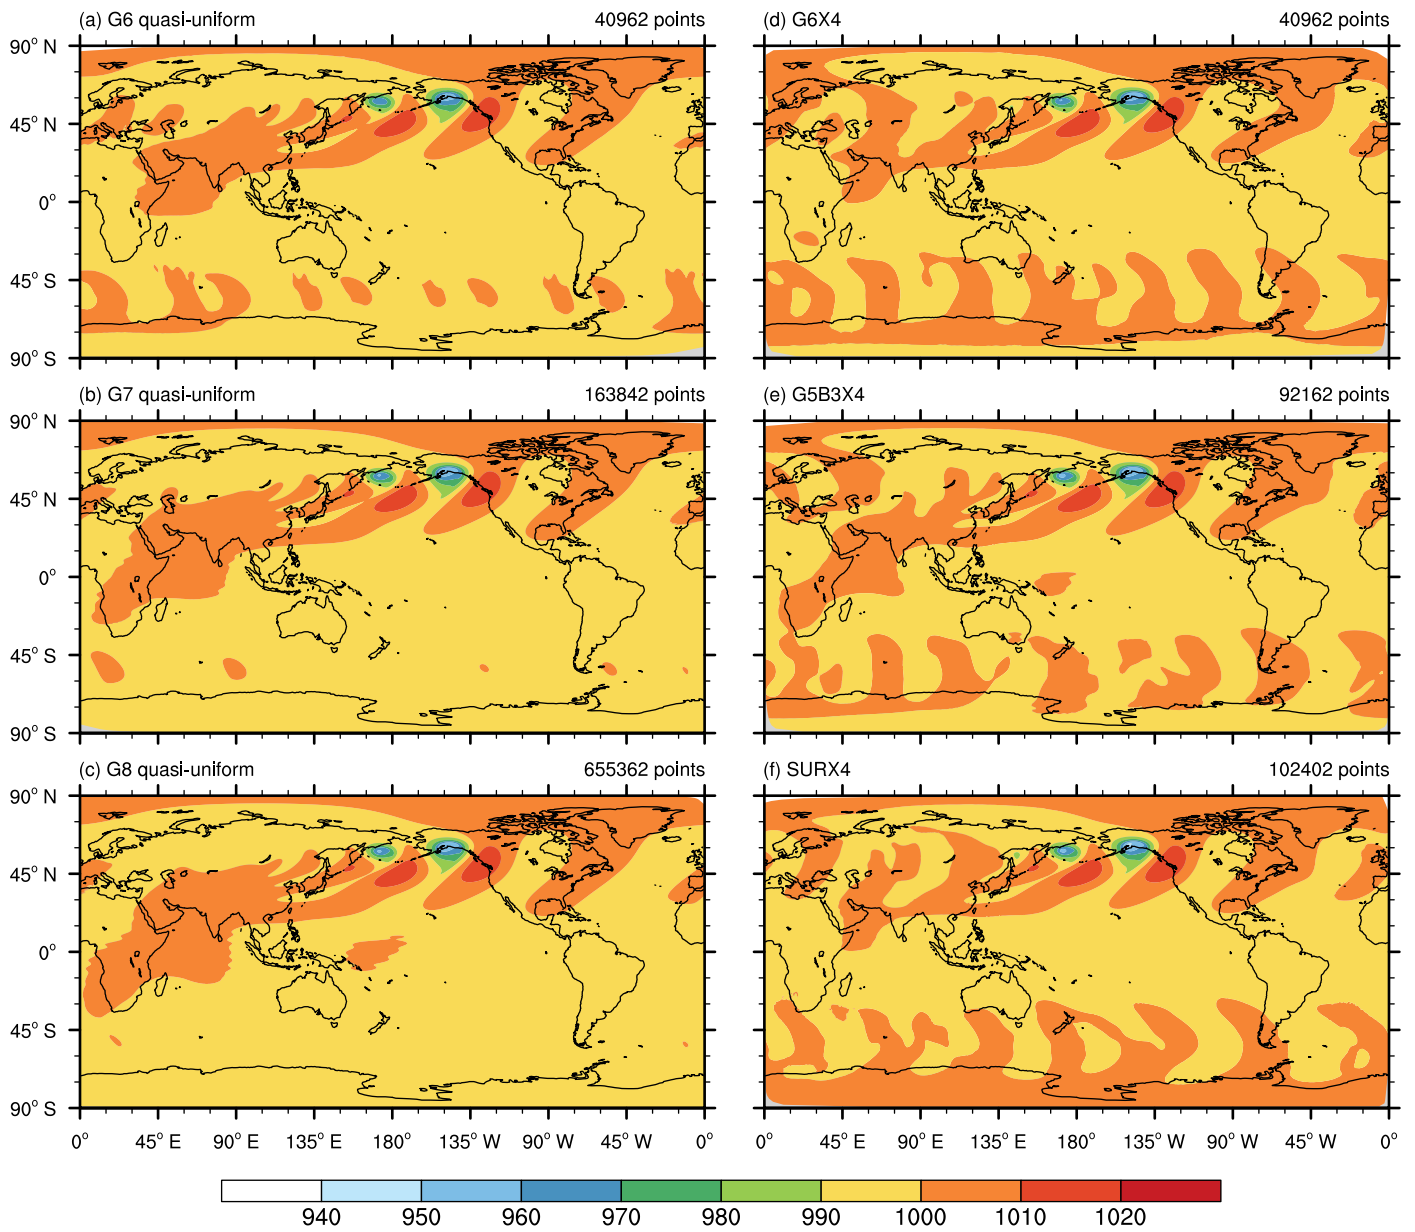 (a) G6 quasi-uniform 40962 points
(d) G6X4 40962 points
90° N
45° N
0°
45° S
90° S
(b) G7 quasi-uniform 163842 points
(e) G5B3X4 92162 points
90° N
45° N
0°
45° S
90° S
(c) G8 quasi-uniform 655362 points
(f) SURX4 102402 points
90° N
45° N
0°
45° S
90° S
0° 45° E 90° E 135° E 180° 135° W 90° W 45° W 0°
0° 45° E 90° E 135° E 180° 135° W 90° W 45° W 0°
940 950 960 970 980 990 1000 1010 1020